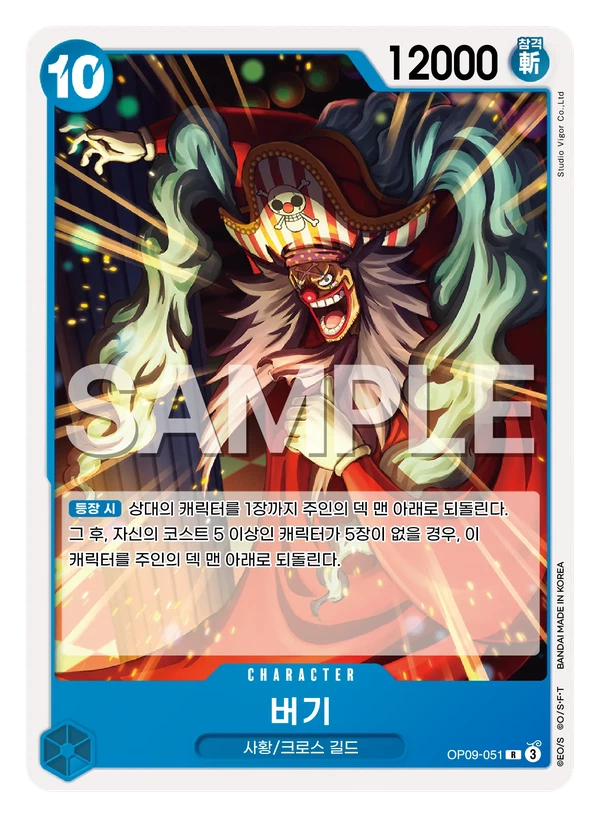 10
12000
참격
斬
Studio Vigor Co.,Ltd
SAMPLE
등장 시 상대의 캐릭터를 1장까지 주인의 덱 맨 아래로 되돌린다.
그 후, 자신의 코스트 5 이상인 캐릭터가 5장이 없을 경우, 이
캐릭터를 주인의 덱 맨 아래로 되돌린다.
CHARACTER
버기
사황/크로스 길드
OP09-051 R 3
©EO/S ©O/S・F・T BANDAI MADE IN KOREA